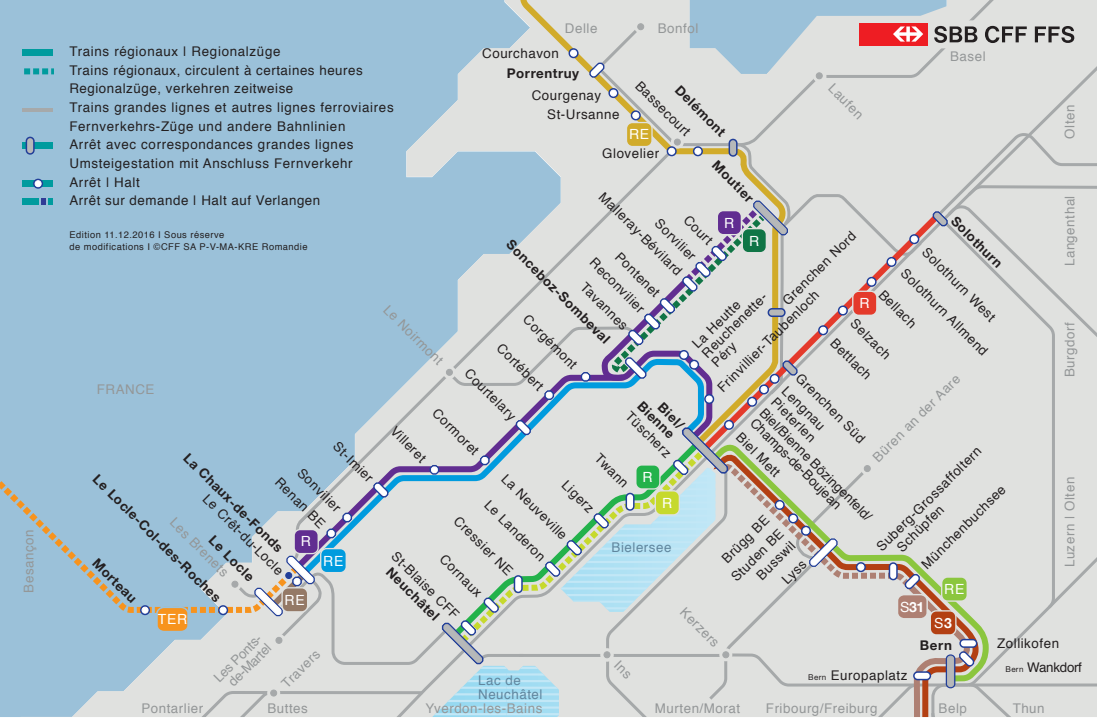 Trains régionaux I Regionalzüge
Trains régionaux, circulent à certaines heures
Regionalzüge, verkehren zeitweise
Trains grandes lignes et autres lignes ferroviaires
Fernverkehrs-Züge und andere Bahnlinien
Arrêt avec correspondances grandes lignes
Umsteigestation mit Anschluss Fernverkehr
Arrêt I Halt
Arrêt sur demande I Halt auf Verlangen
Edition 11.12.2016 I Sous réserve
de modifications I ©CFF SA P-V-MA-KRE Romandie
SBB CFF FFS
Delle
Bonfol
Basel
Courchavon
Porrentruy
Courgenay
St-Ursanne
RE
Glovelier
Bassecourt
Delémont
Laufen
Olten
Moutier
R
R
Court
Sorvilier
Malleray-Bévilard
Pontenet
Reconvilier
Tavannes
Sonceboz-Sombeval
Corgémont
Cortébert
Courtelary
Cormoret
Villeret
St-Imier
Sonvilier
Renan BE
La Chaux-de-Fonds
Le Crêt-du-Locle
Les Brenets
Le Locle
Le Locle-Col-des-Roches
Morteau
Besançon
TER
R
RE
RE
Le Noirmont
FRANCE
La Heutte
Reuchenette-
Péry
Frinvillier-Taubenloch
Grenchen Nord
Solothurn
Solothurn West
Solothurn Allmend
Bellach
Selzach
Bettlach
R
Grenchen Süd
Lengnau
Pieterlen
Biel/Bienne Bözingenfeld/
Champs-de-Boujean
Biel Mett
Biel/
Bienne
Tüscherz
Twann
Ligerz
La Neuveville
Le Landeron
Cressier NE
Cornaux
St-Blaise CFF
Neuchâtel
R
R
Bielersee
Langenthal
Burgdorf
Luzern I Olten
Büren an der Aare
Brügg BE
Studen BE
Busswil
Lyss
Suberg-Grossaffoltern
Schüpfen
Münchenbuchsee
RE
S31
S3
Zollikofen
Bern
Bern Wankdorf
Bern Europaplatz
Kerzers
Ins
Les Ponts-
de-Martel
Travers
Lac de
Neuchâtel
Pontarlier
Buttes
Yverdon-les-Bains
Murten/Morat
Fribourg/Freiburg
Belp
Thun